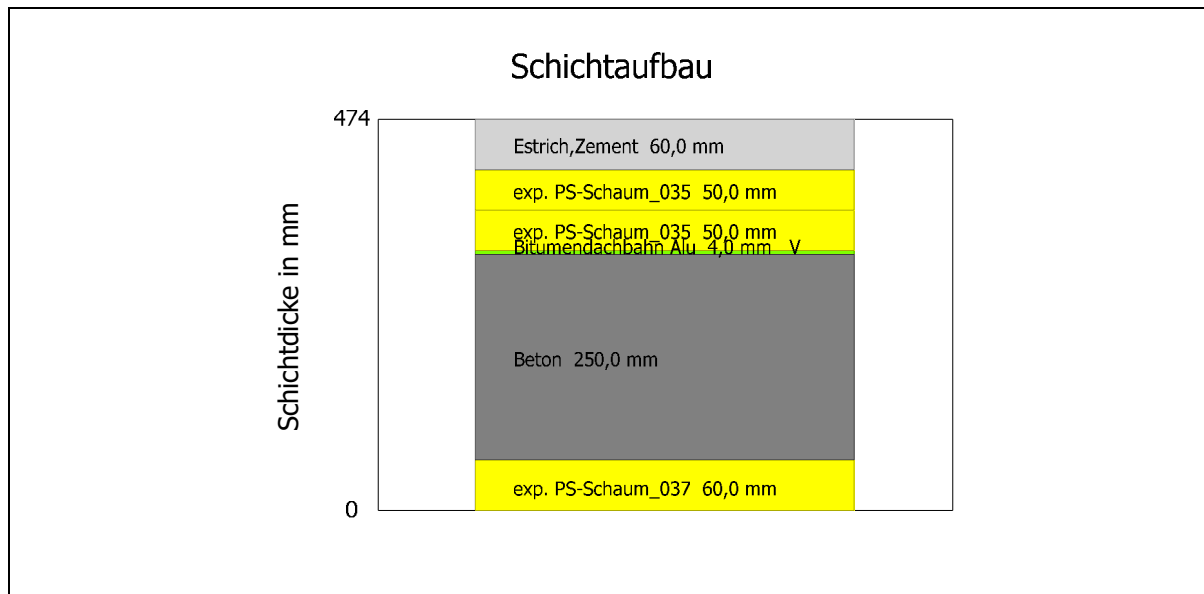 Schichtaufbau
474
Estrich,Zement 60,0 mm
exp. PS-Schaum_035 50,0 mm
exp. PS-Schaum_035 50,0 mm
Bitumendachbahn Alu 4,0 mm V
Schichtdicke in mm
Beton 250,0 mm
exp. PS-Schaum_037 60,0 mm
0